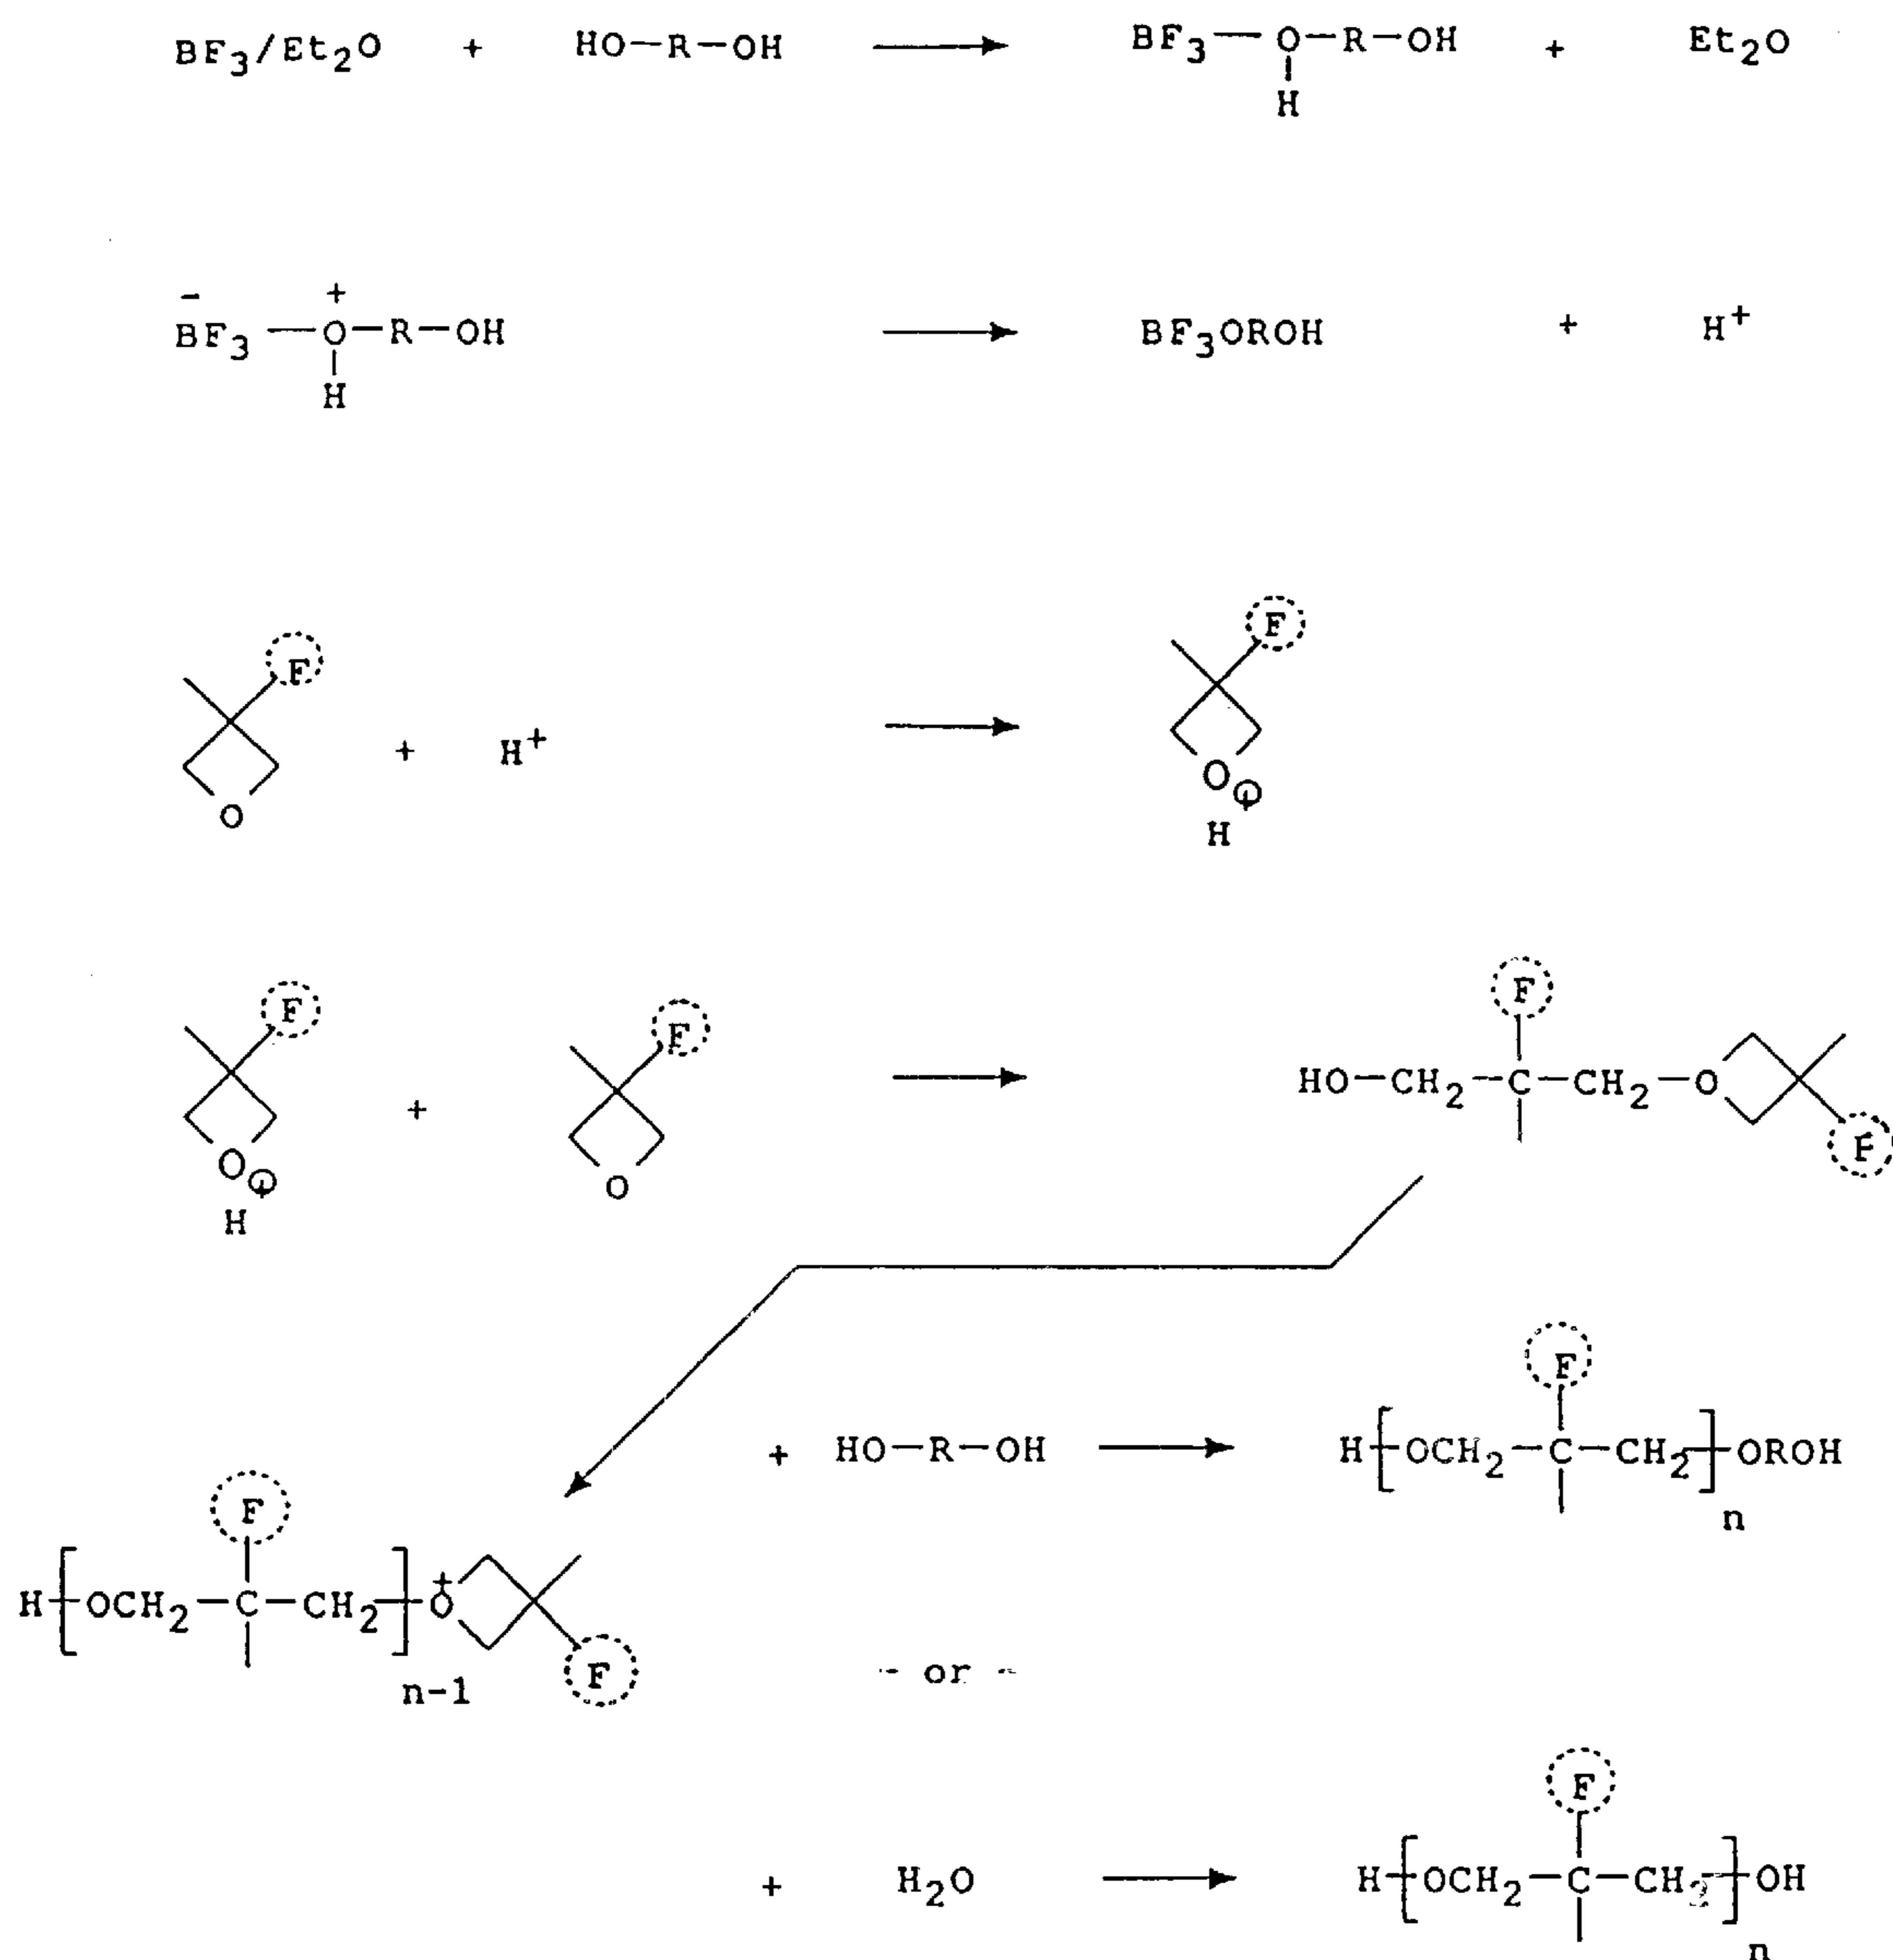 BF3/Et2O + HO—R—OH → BF3—O—R—OH + Et2O
H
- +
BF3—O—R—OH → BF3OROH + H+
H
F F
+ H+ →
O O⊕
H
F F F
+ → HO—CH2—C—CH2—O
O⊕ O F
H
F
+ HO—R—OH → H[OCH2—C—CH2]OROH
n
F
H[OCH2—C—CH2]O+
n-1
F
- or -
F
+ H2O → H[OCH2—C—CH2]OH
n